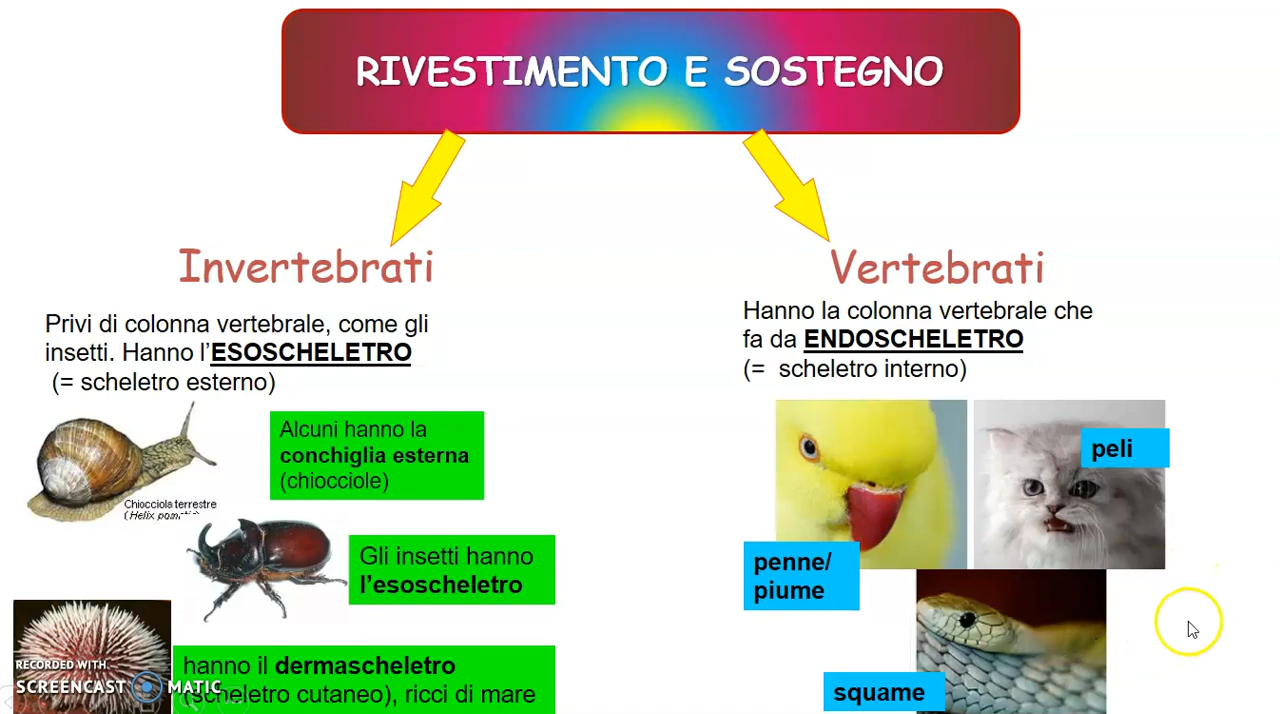 RIVESTIMENTO E SOSTEGNO
Invertebrati
Privi di colonna vertebrale, come gli
insetti. Hanno l'ESOSCHELETRO
(= scheletro esterno)
Chiocciola terrestre
(Helix
Alcuni hanno la
conchiglia esterna
(chiocciole)
Gli insetti hanno
l'esoscheletro
hanno il dermascheletro
(scheletro cutaneo), ricci di mare
RECORDED WITH
SCREENCAST MATIC
Vertebrati
Hanno la colonna vertebrale che
fa da ENDOSCHELETRO
(= scheletro interno)
peli
penne/
piume
squame